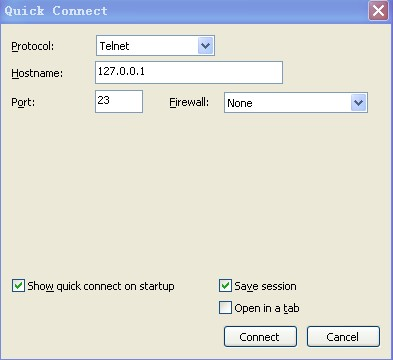 Quick Connect
Protocol: Telnet
Hostname: 127.0.0.1
Port: 23 Firewall: None
Show quick connect on startup Save session
Open in a tab
Connect Cancel